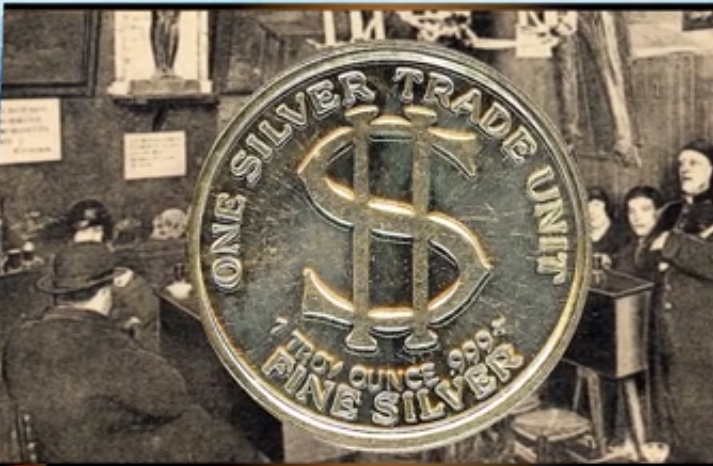 ONE SILVER TRADE UNIT
$
1 TROY OUNCE 999+
FINE SILVER